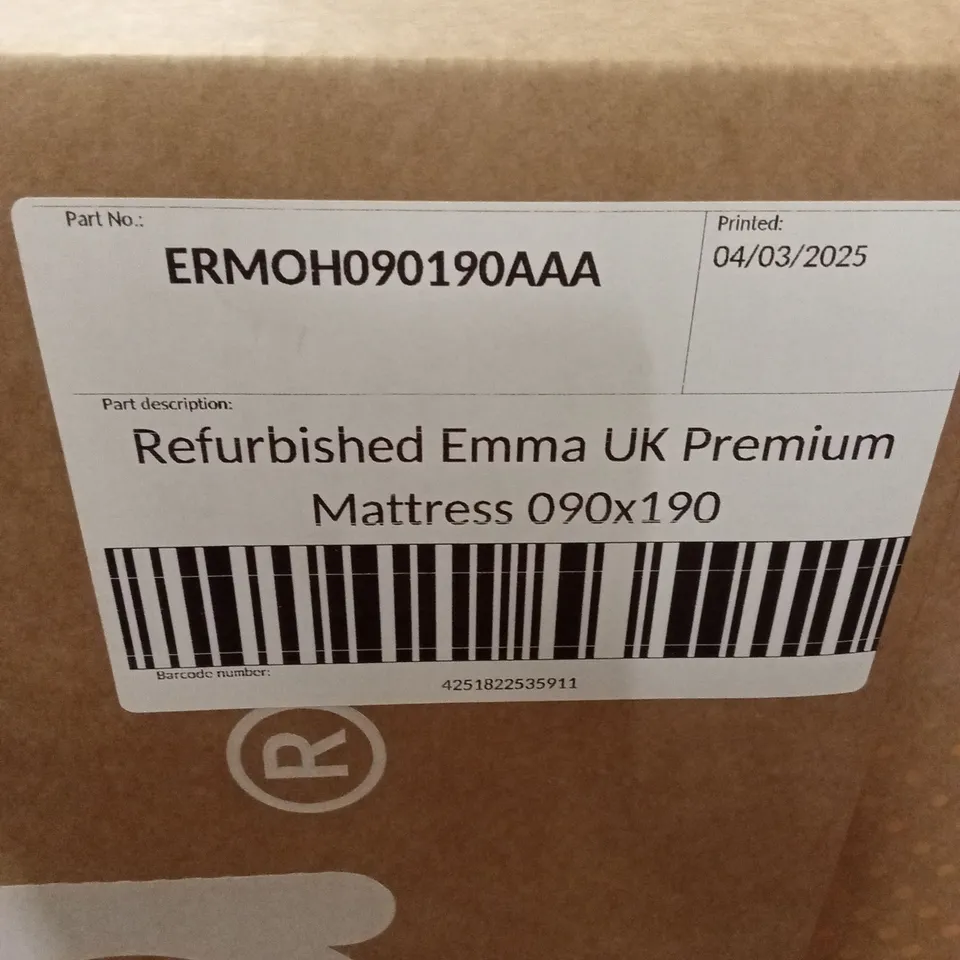 Part No.:
ERMOH090190AAA
Printed:
04/03/2025
Part description:
Refurbished Emma UK Premium
Mattress 090x190
Barcode number:
4251822535911
®